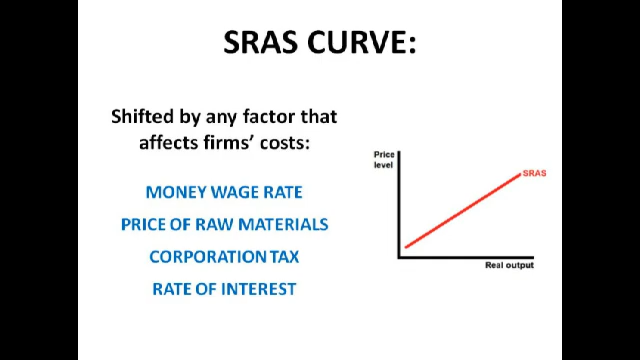 SRAS CURVE:
Shifted by any factor that
affects firms' costs:
MONEY WAGE RATE
PRICE OF RAW MATERIALS
CORPORATION TAX
RATE OF INTEREST
Price
level
SRAS
Real output